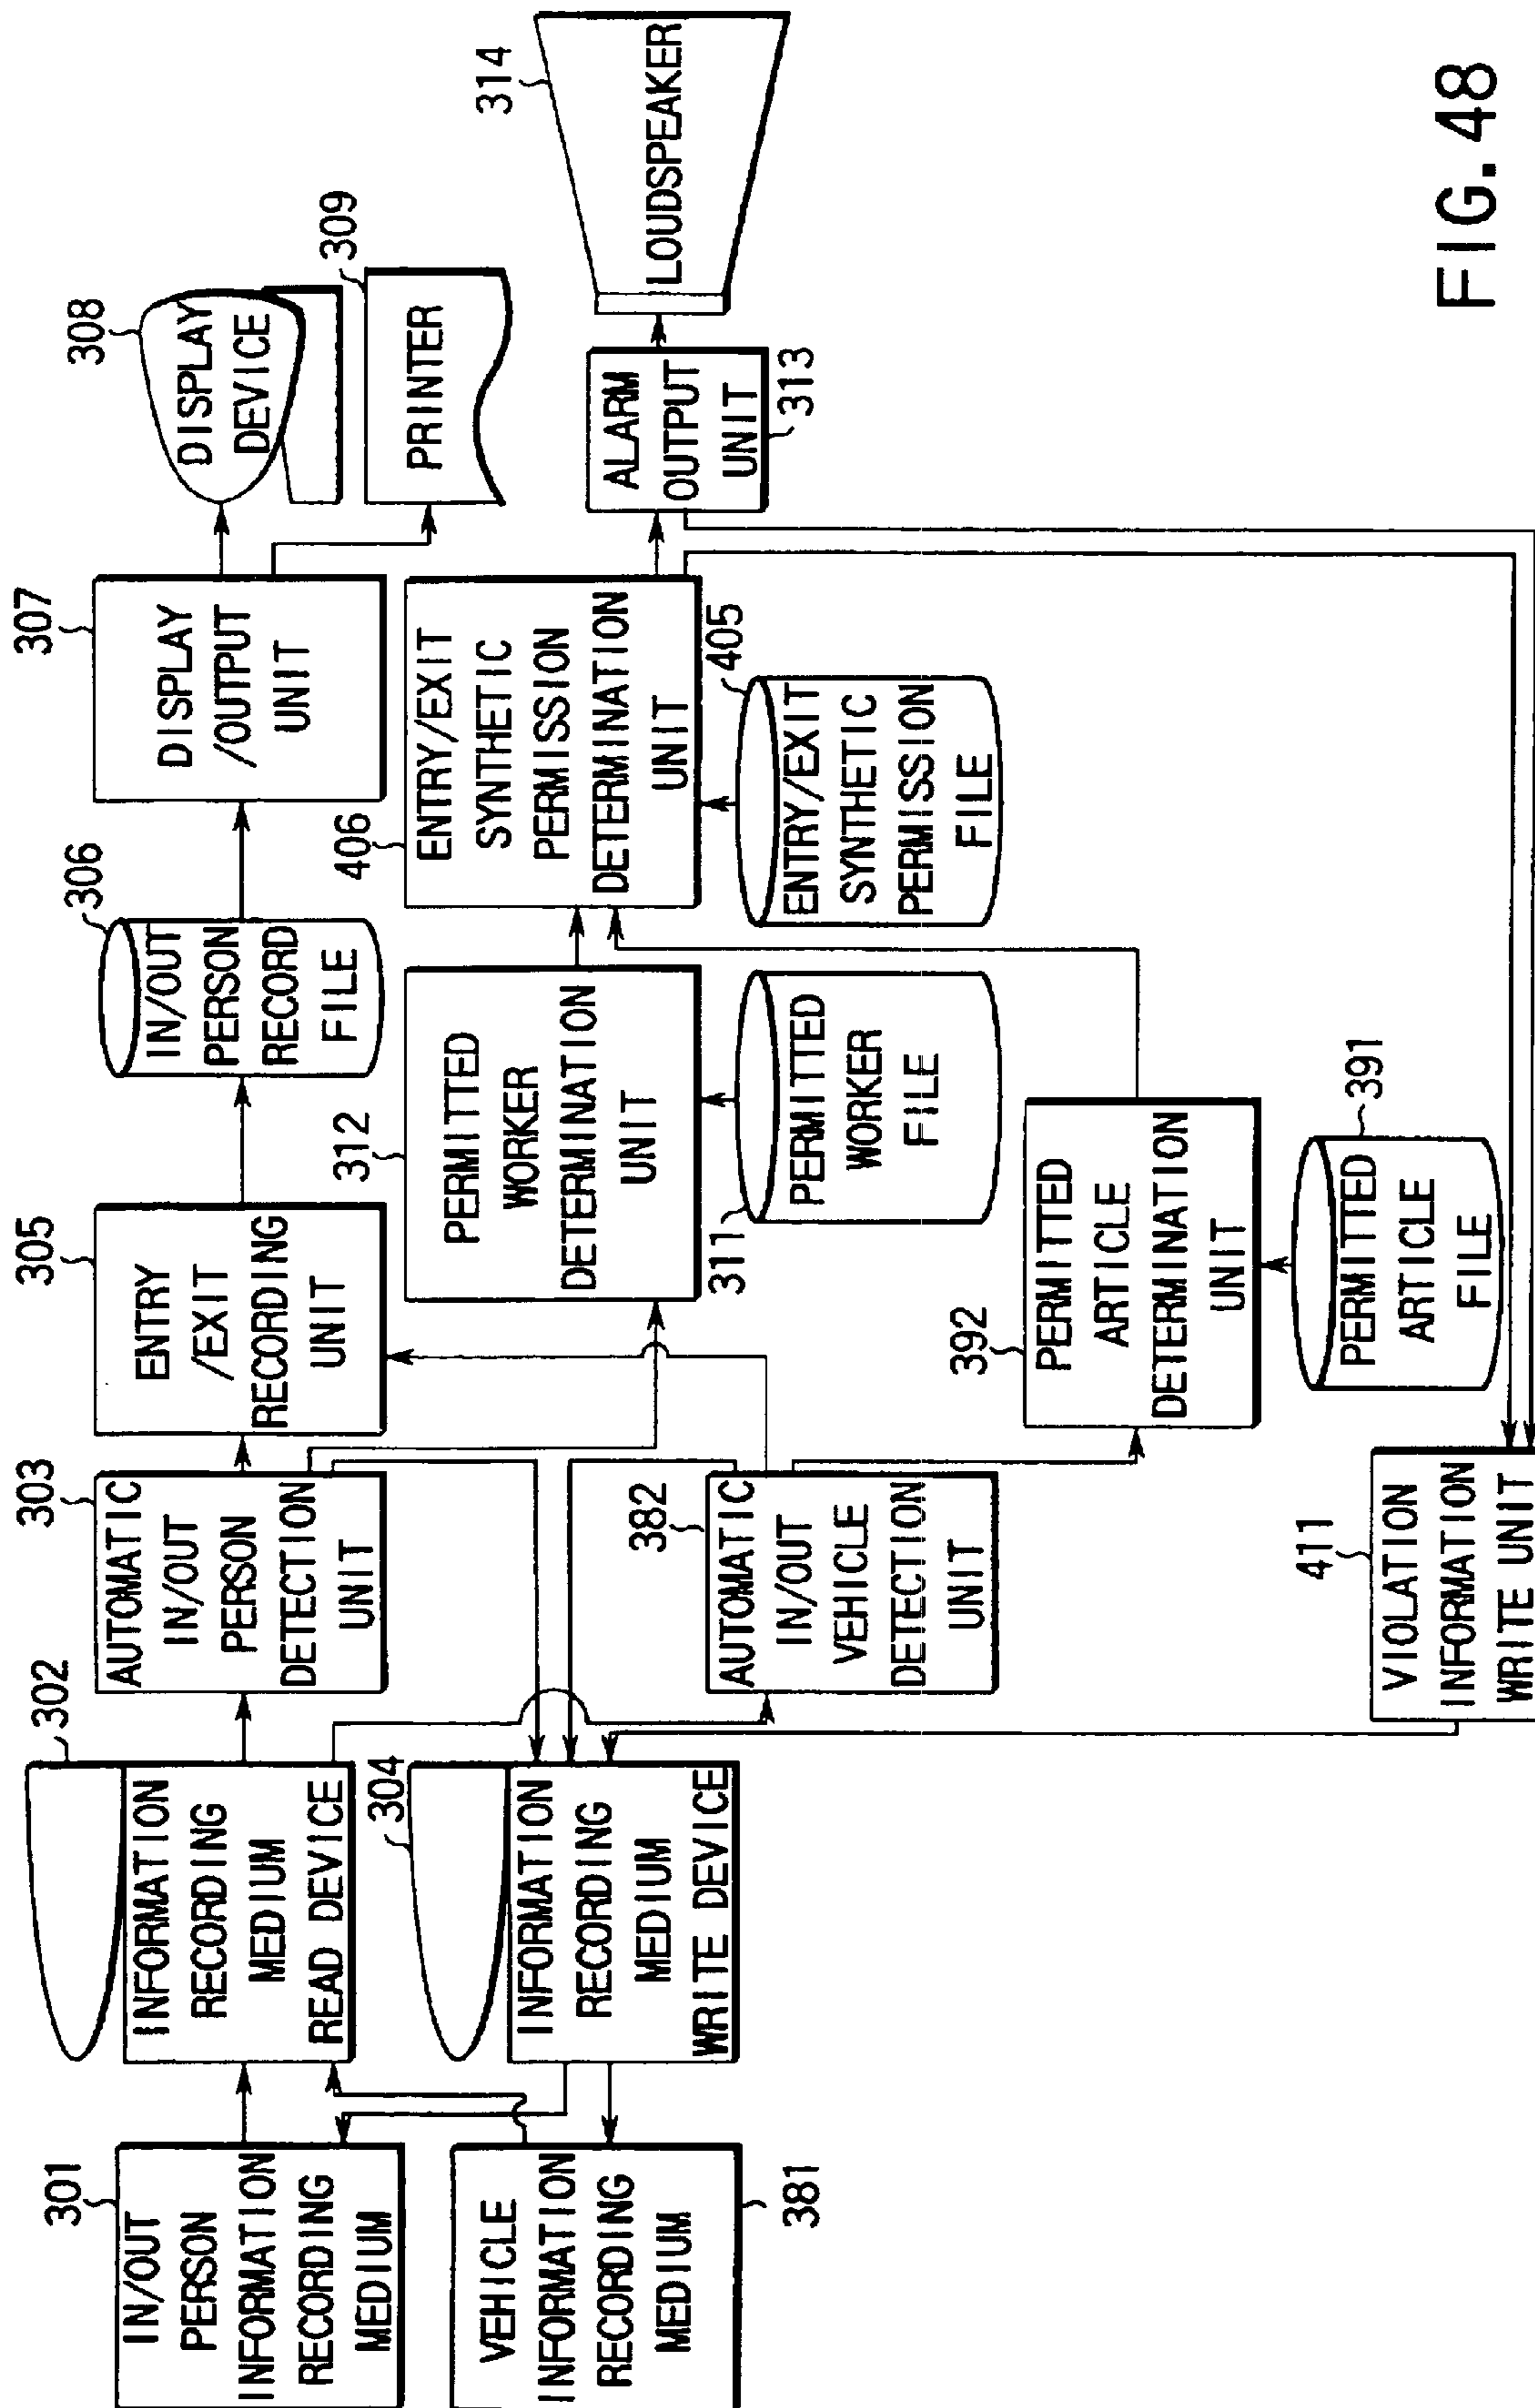 301
IN/OUT
PERSON
INFORMATION
RECORDING
MEDIUM
VEHICLE
INFORMATION
RECORDING
MEDIUM
381
302
INFORMATION
RECORDING
MEDIUM
READ DEVICE
304
INFORMATION
RECORDING
MEDIUM
WRITE DEVICE
303
AUTOMATIC
IN/OUT
PERSON
DETECTION
UNIT
382
AUTOMATIC
IN/OUT
VEHICLE
DETECTION
UNIT
411
VIOLATION
INFORMATION
WRITE UNIT
305
ENTRY
/EXIT
RECORDING
UNIT
312
PERMITTED
WORKER
DETERMINATION
UNIT
311
PERMITTED
WORKER
FILE
392
PERMITTED
ARTICLE
DETERMINATION
UNIT
391
PERMITTED
ARTICLE
FILE
306
IN/OUT
PERSON
RECORD
FILE
406
ENTRY/EXIT
SYNTHETIC
PERMISSION
DETERMINATION
UNIT
405
ENTRY/EXIT
SYNTHETIC
PERMISSION
FILE
307
DISPLAY
/OUTPUT
UNIT
308
DISPLAY
DEVICE
309
PRINTER
ALARM
OUTPUT
UNIT
313
314
LOUDSPEAKER
FIG. 48